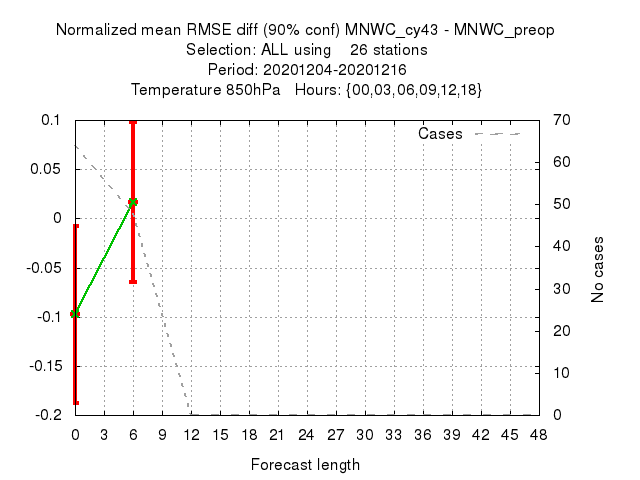 Normalized mean RMSE diff (90% conf) MNWC_cy43 - MNWC_preop
Selection: ALL using 26 stations
Period: 20201204-20201216
Temperature 850hPa Hours: {00,03,06,09,12,18}
Cases
0.1
0.05
0
-0.05
-0.1
-0.15
-0.2
70
60
50
40
30
20
10
0
No cases
0 3 6 9 12 15 18 21 24 27 30 33 36 39 42 45 48
Forecast length